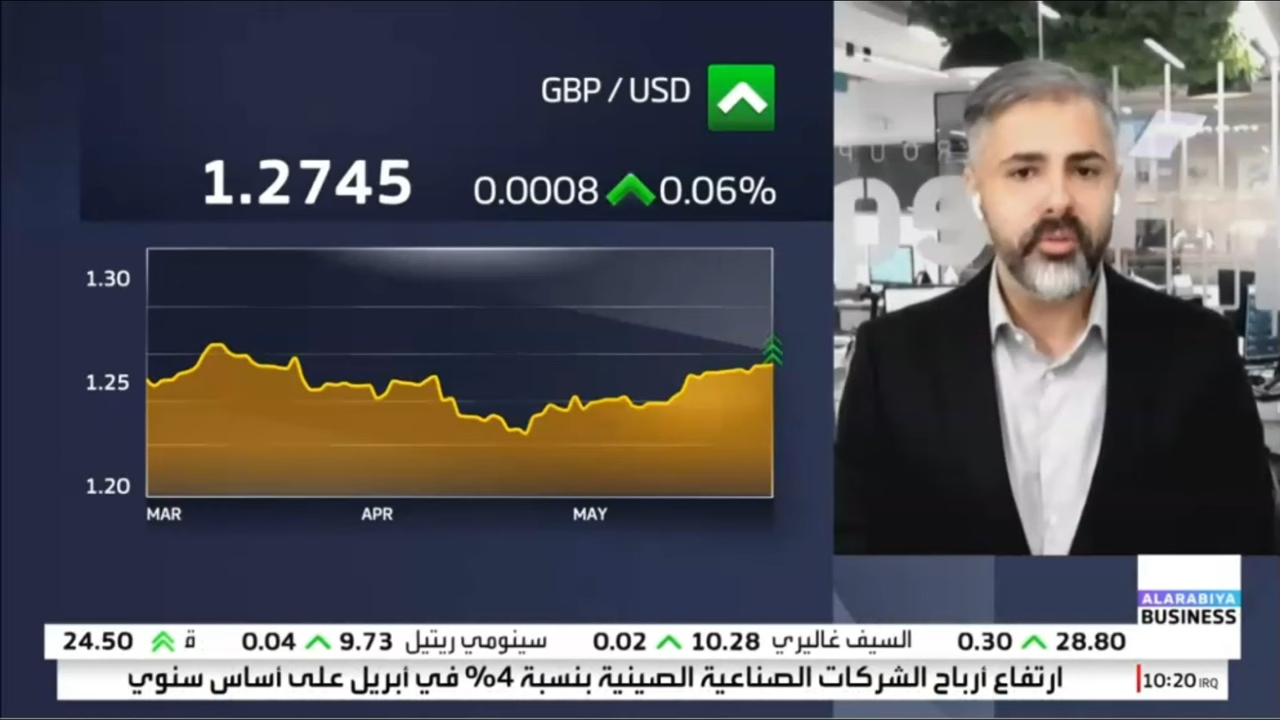 GBP / USD
1.2745 0.0008 0.06%
1.30
1.25
1.20
MAR APR MAY
ALARABIYA
BUSINESS
28.80 0.30 السيف غاليري 10.28 0.02 سينومي ريتيل 9.73 0.04 24.50
ارتفاع أرباح الشركات الصناعية الصينية بنسبة 4% في أبريل على أساس سنوي
10:20 IRQ